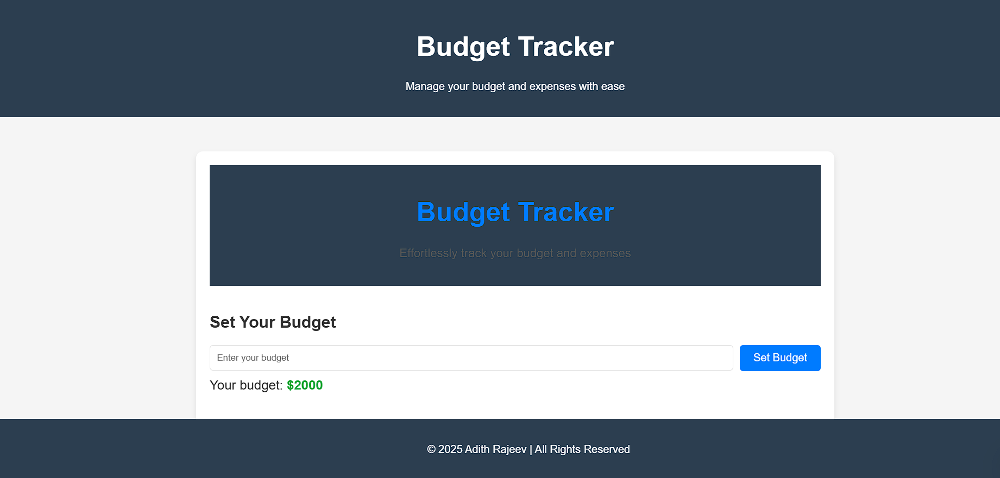 Budget Tracker
Manage your budget and expenses with ease
Budget Tracker
Effortlessly track your budget and expenses
Set Your Budget
Enter your budget
Set Budget
Your budget: $2000
© 2025 Adith Rajeev | All Rights Reserved